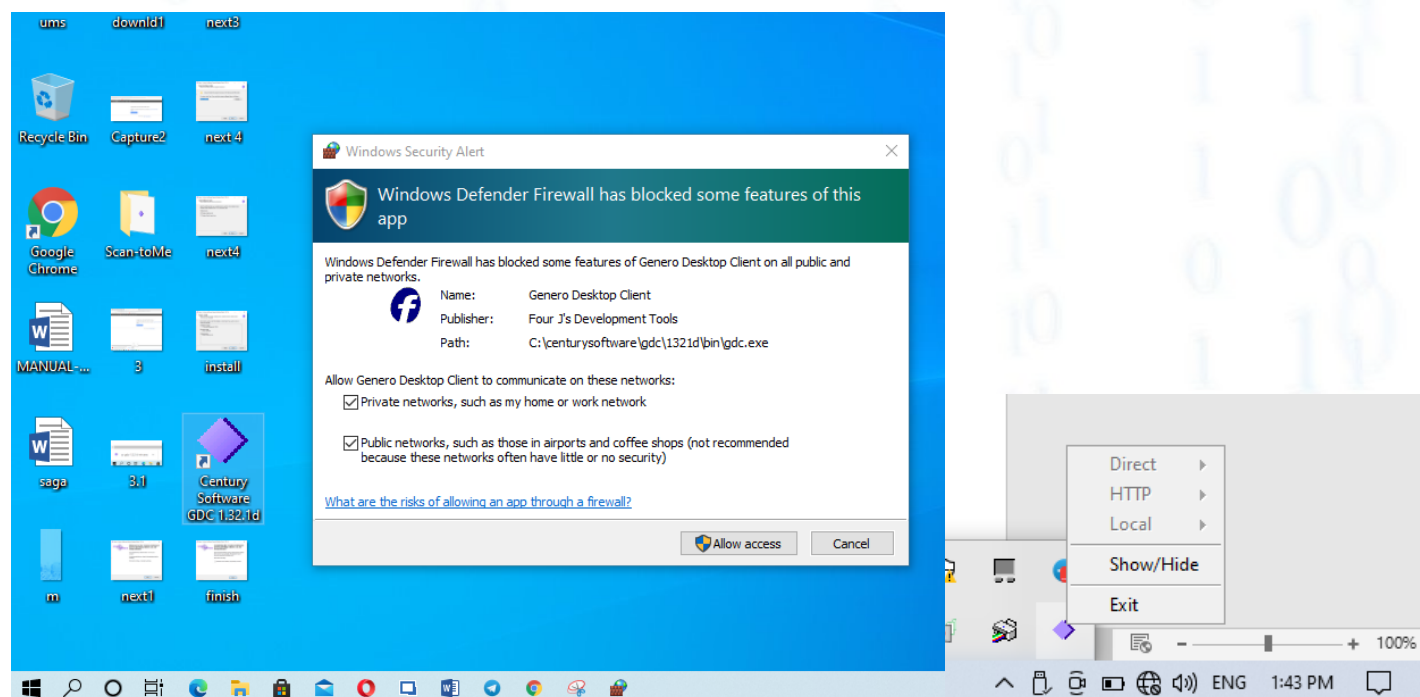 ums
downld1
next3
Recycle Bin
Capture2
next 4
Google
Chrome
Scan-toMe
next4
MANUAL-...
3
install
saga
3.1
Century
Software
GDC 1.32.1d
m
next1
finish
Windows Security Alert
Windows Defender Firewall has blocked some features of this
app
Windows Defender Firewall has blocked some features of Genero Desktop Client on all public and
private networks.
Name: Genero Desktop Client
Publisher: Four J's Development Tools
Path: C:\centurysoftware\gdc\1321d\bin\gdc.exe
Allow Genero Desktop Client to communicate on these networks:
Private networks, such as my home or work network
Public networks, such as those in airports and coffee shops (not recommended
because these networks often have little or no security)
What are the risks of allowing an app through a firewall?
Allow access
Cancel
Direct
HTTP
Local
Show/Hide
Exit
100%
ENG 1:43 PM